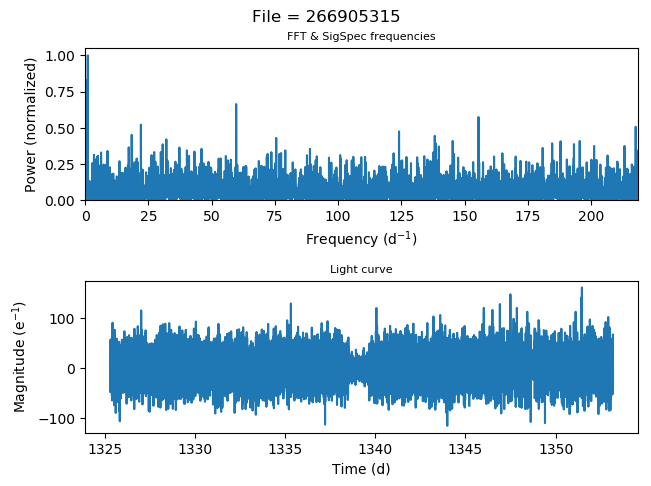 File = 266905315
FFT & SigSpec frequencies
1.00
0.75
0.50
0.25
0.00
Power (normalized)
0 25 50 75 100 125 150 175 200
Frequency (d⁻¹)
Light curve
100
0
−100
Magnitude (e⁻¹)
1325 1330 1335 1340 1345 1350
Time (d)